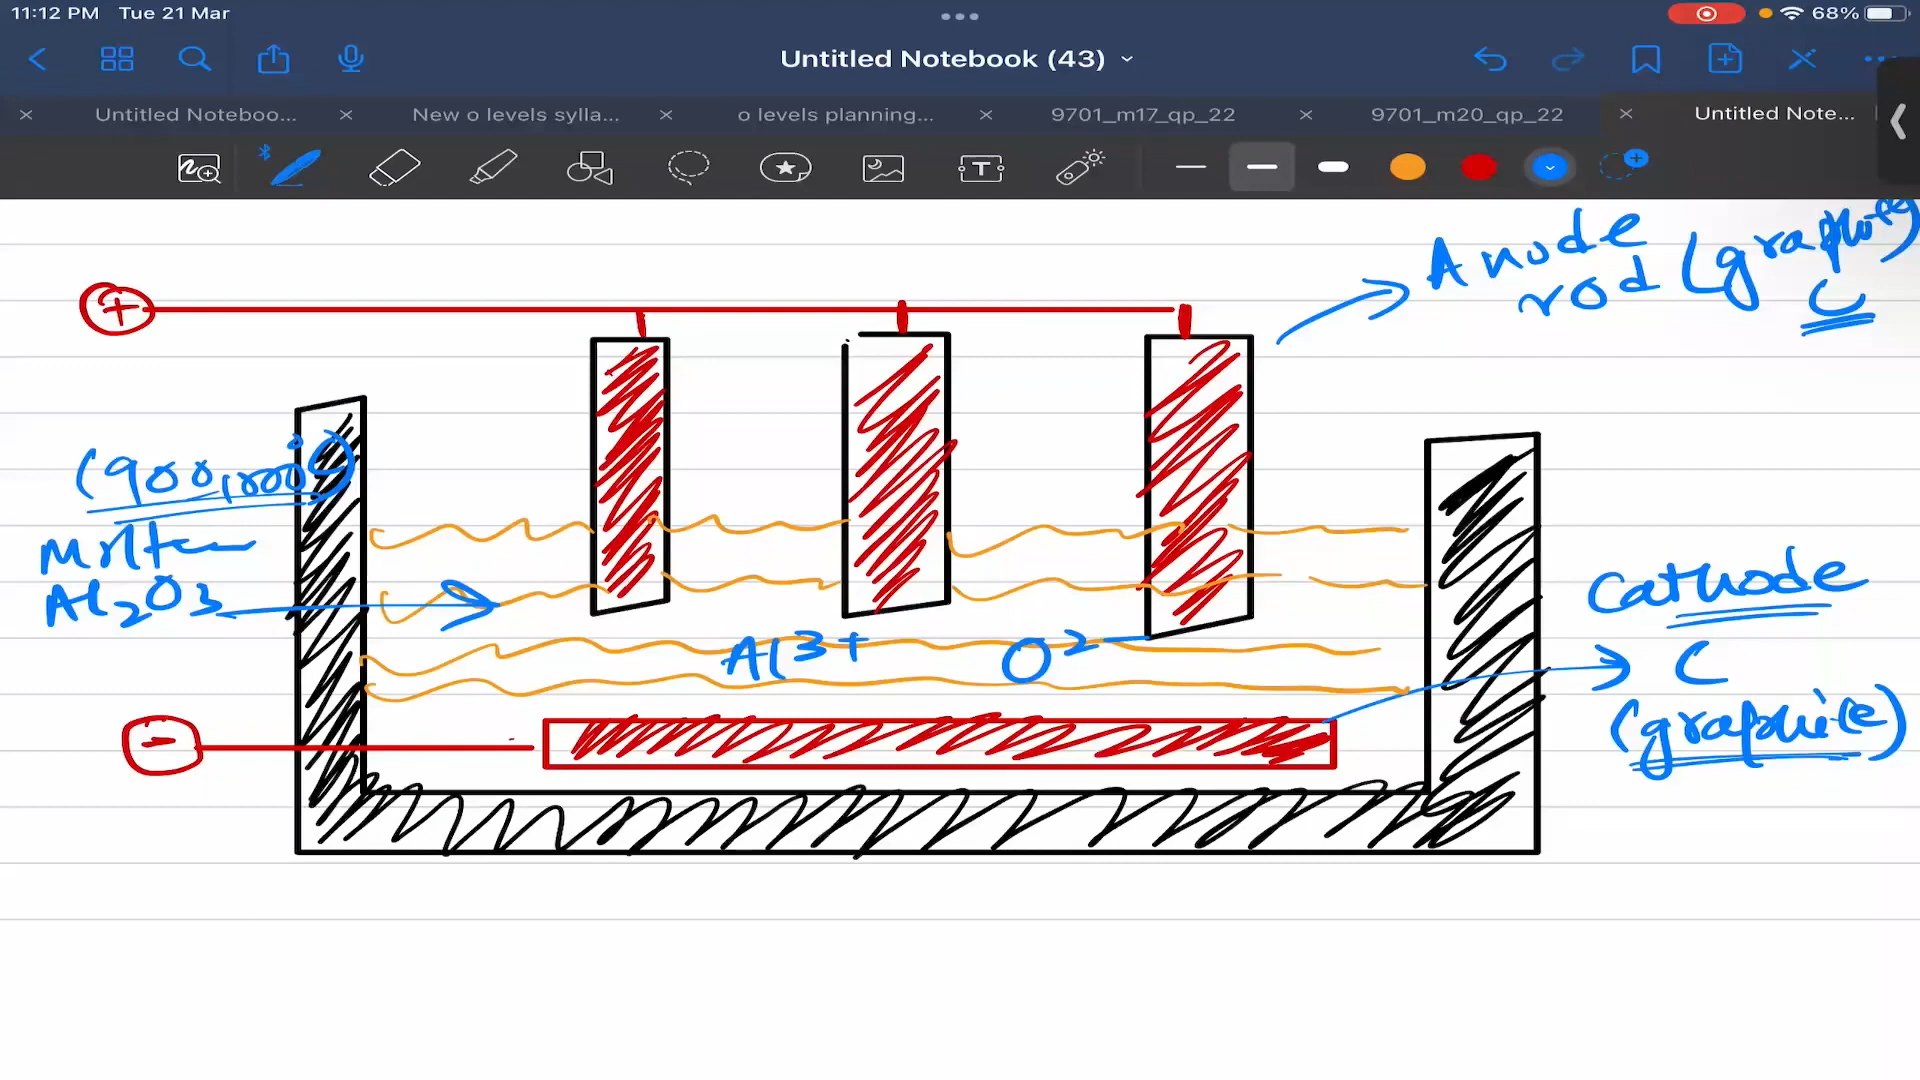 11:12 PM Tue 21 Mar
68%
Untitled Notebook (43)
Untitled Noteboo...
New o levels sylla...
o levels planning...
9701_m17_qp_22
9701_m20_qp_22
Untitled Note...
T
Anode
rod (graphite)
C
+
(900,1000°C)
Molten
Al2O3
Al3+ O2-
Cathode
C
(graphite)
-